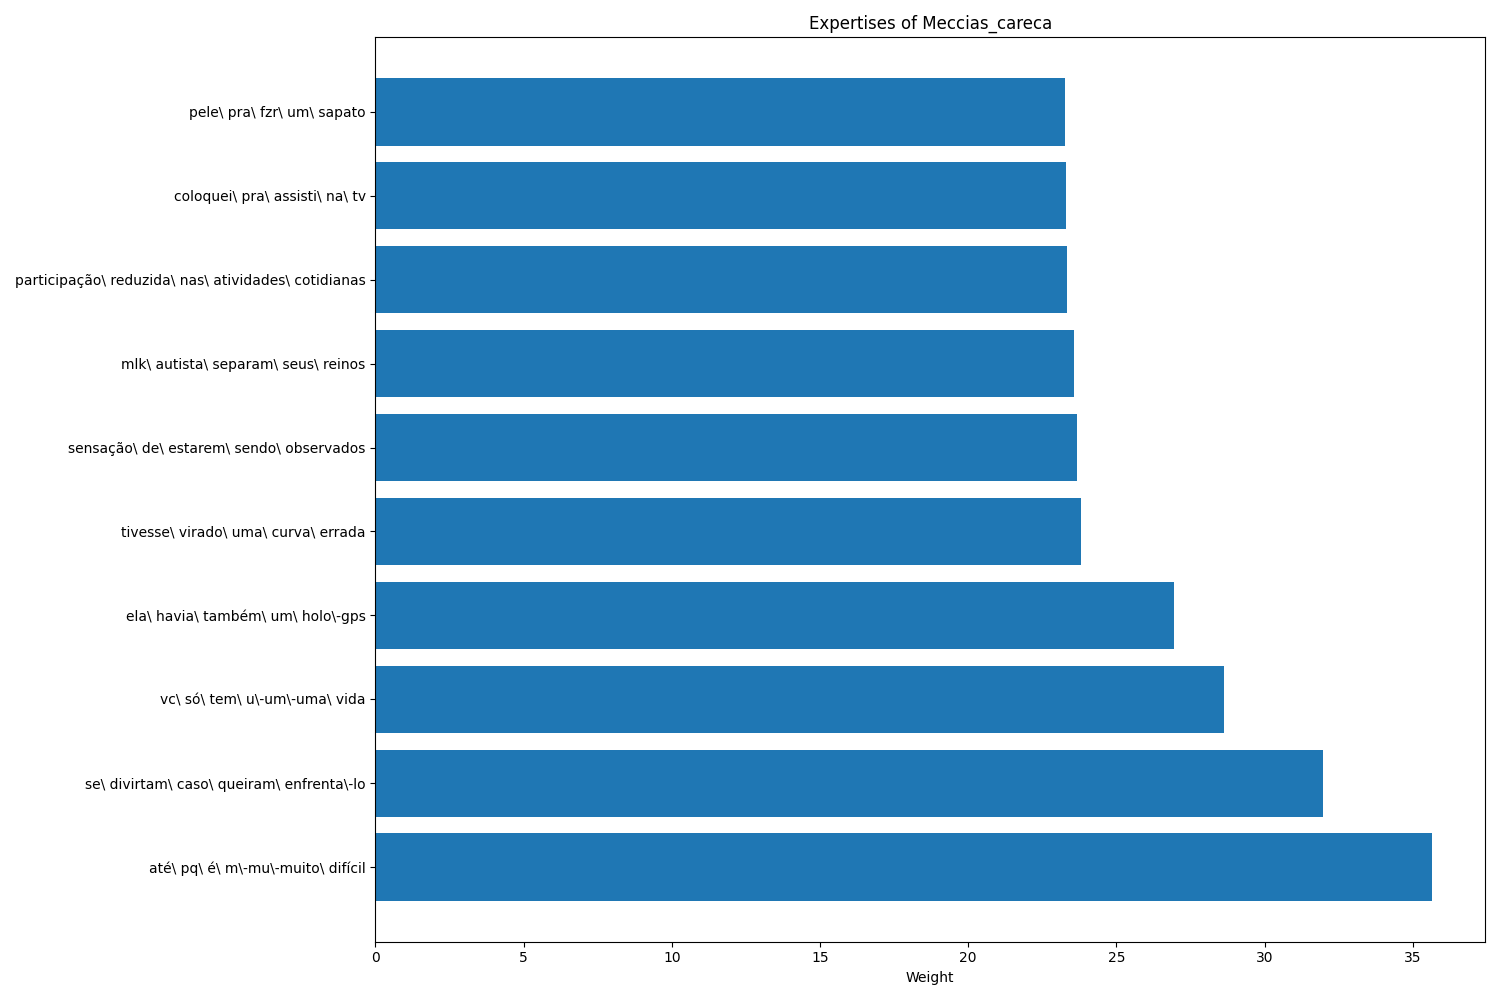 Expertises of Meccias_careca
pele\ pra\ fzr\ um\ sapato
coloquei\ pra\ assisti\ na\ tv
participação\ reduzida\ nas\ atividades\ cotidianas
mlk\ autista\ separam\ seus\ reinos
sensação\ de\ estarem\ sendo\ observados
tivesse\ virado\ uma\ curva\ errada
ela\ havia\ também\ um\ holo\-gps
vc\ só\ tem\ u\-um\-uma\ vida
se\ divirtam\ caso\ queiram\ enfrenta\-lo
até\ pq\ é\ m\-mu\-muito\ difícil
0 5 10 15 20 25 30 35
Weight